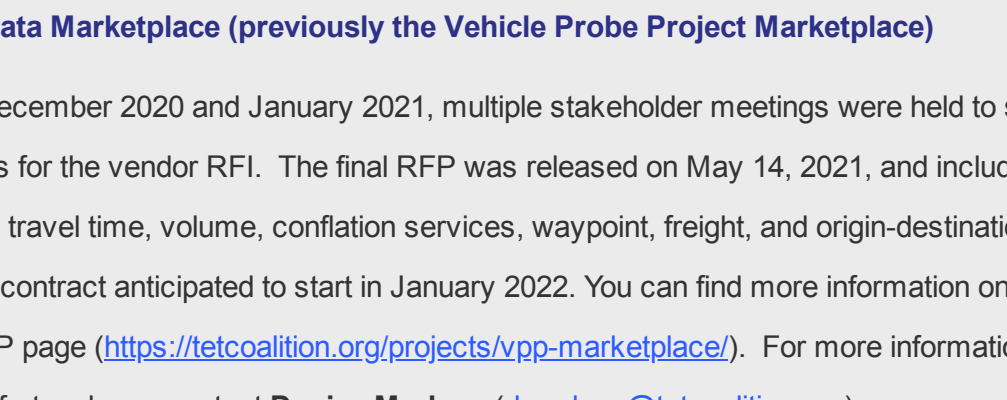 ata Marketplace (previously the Vehicle Probe Project Marketplace)
ecember 2020 and January 2021, multiple stakeholder meetings were held to s
s for the vendor RFI. The final RFP was released on May 14, 2021, and includ
travel time, volume, conflation services, waypoint, freight, and origin-destinatio
contract anticipated to start in January 2022. You can find more information on
P page (https://tetcoalition.org/projects/vpp-marketplace/). For more informatio